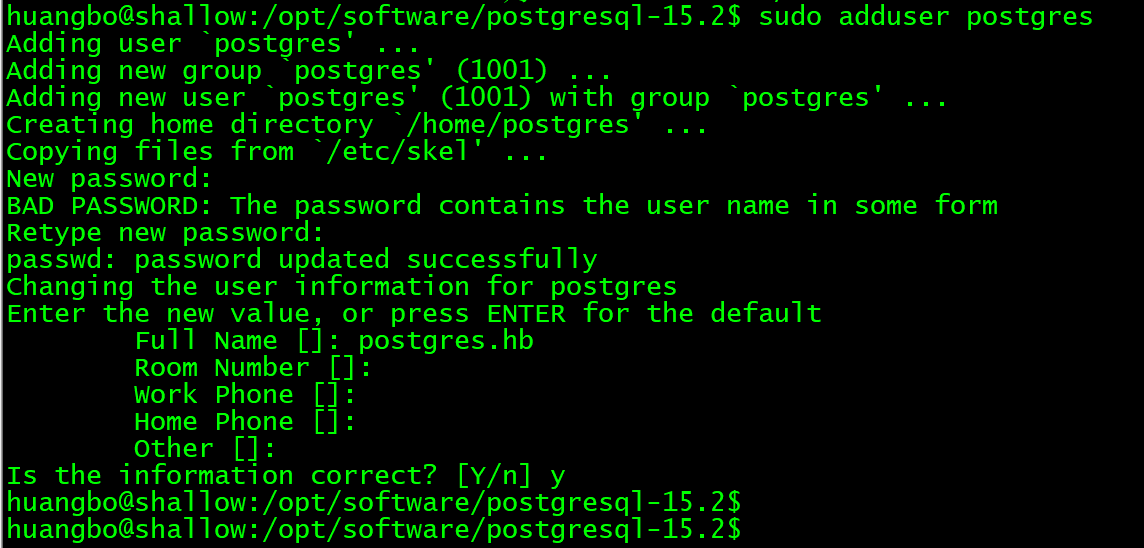 huangbo@shallow:/opt/software/postgresql-15.2$ sudo adduser postgres
Adding user `postgres' ...
Adding new group `postgres' (1001) ...
Adding new user `postgres' (1001) with group `postgres' ...
Creating home directory `/home/postgres' ...
Copying files from `/etc/skel' ...
New password:
BAD PASSWORD: The password contains the user name in some form
Retype new password:
passwd: password updated successfully
Changing the user information for postgres
Enter the new value, or press ENTER for the default
        Full Name []: postgres.hb
        Room Number []:
        Work Phone []:
        Home Phone []:
        Other []:
Is the information correct? [Y/n] y
huangbo@shallow:/opt/software/postgresql-15.2$
huangbo@shallow:/opt/software/postgresql-15.2$